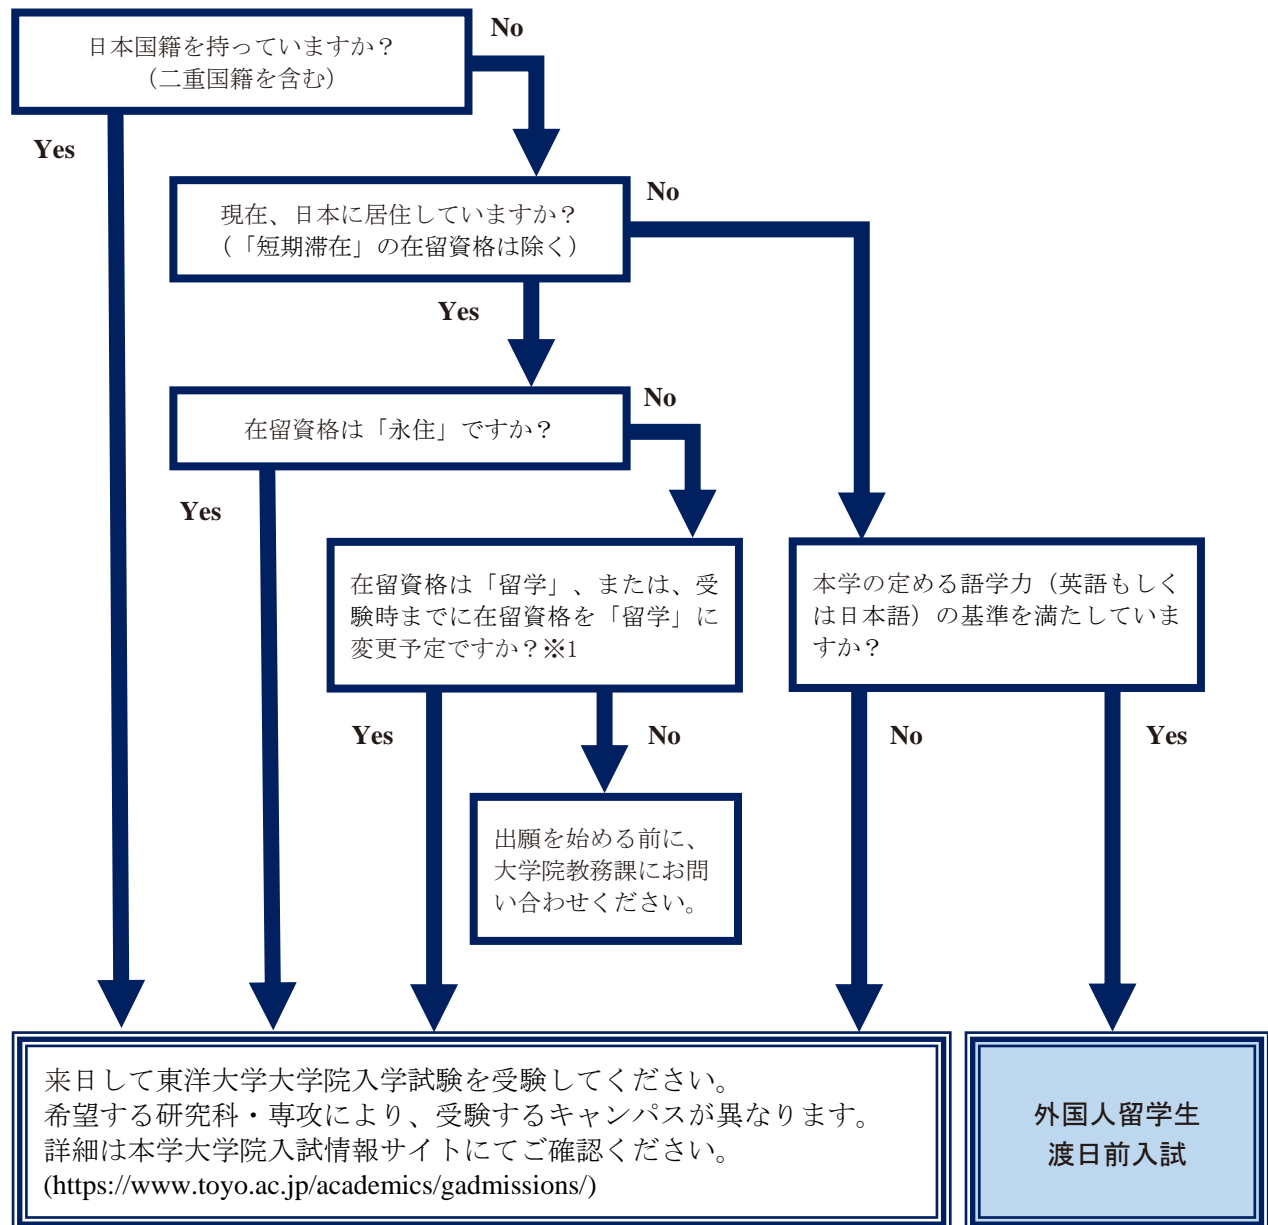 日本国籍を持っていますか？
（二重国籍を含む）
No
Yes
現在、日本に居住していますか？
（「短期滞在」の在留資格は除く）
No
Yes
在留資格は「永住」ですか？
No
Yes
在留資格は「留学」、または、受
験時までに在留資格を「留学」に
変更予定ですか？※1
本学の定める語学力（英語もしく
は日本語）の基準を満たしていま
すか？
Yes
No
No
Yes
出願を始める前に、
大学院教務課にお問
い合わせください。
来日して東洋大学大学院入学試験を受験してください。
希望する研究科・専攻により、受験するキャンパスが異なります。
詳細は本学大学院入試情報サイトにてご確認ください。
(https://www.toyo.ac.jp/academics/gadmissions/)
外国人留学生
渡日前入試